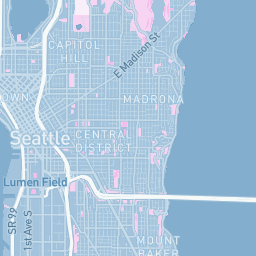 CAPITOL
HILL
E Madison St
OWN
MADRONA
Seattle
CENTRAL
DISTRICT
Lumen Field
SR 99
1st Ave S
MOUNT
BAKER